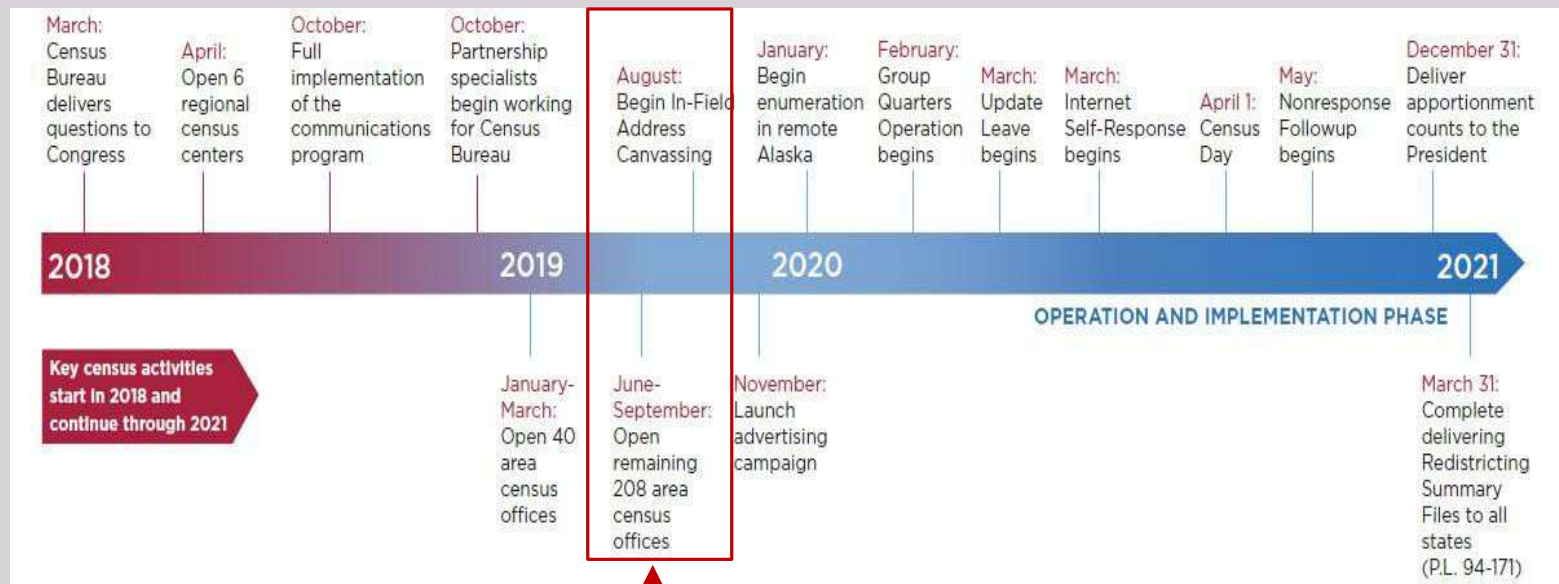 March:
Census
Bureau
delivers
questions to
Congress
April:
Open 6
regional
census
centers
October:
Full
implementation
of the
communications
program
October:
Partnership
specialists
begin working
for Census
Bureau
August:
Begin In-Field
Address
Canvassing
January:
Begin
enumeration
in remote
Alaska
February:
Group
Quarters
Operation
begins
March:
Update
Leave
begins
March:
Internet
Self-Response
begins
April 1:
Census
Day
May:
Nonresponse
Followup
begins
December 31:
Deliver
apportionment
counts to the
President
2018
2019
2020
2021
OPERATION AND IMPLEMENTATION PHASE
Key census activities
start in 2018 and
continue through 2021
January-
March:
Open 40
area
census
offices
June-
September:
Open
remaining
208 area
census
offices
November:
Launch
advertising
campaign
March 31:
Complete
delivering
Redistricting
Summary
Files to all
states
(P.L. 94-171)